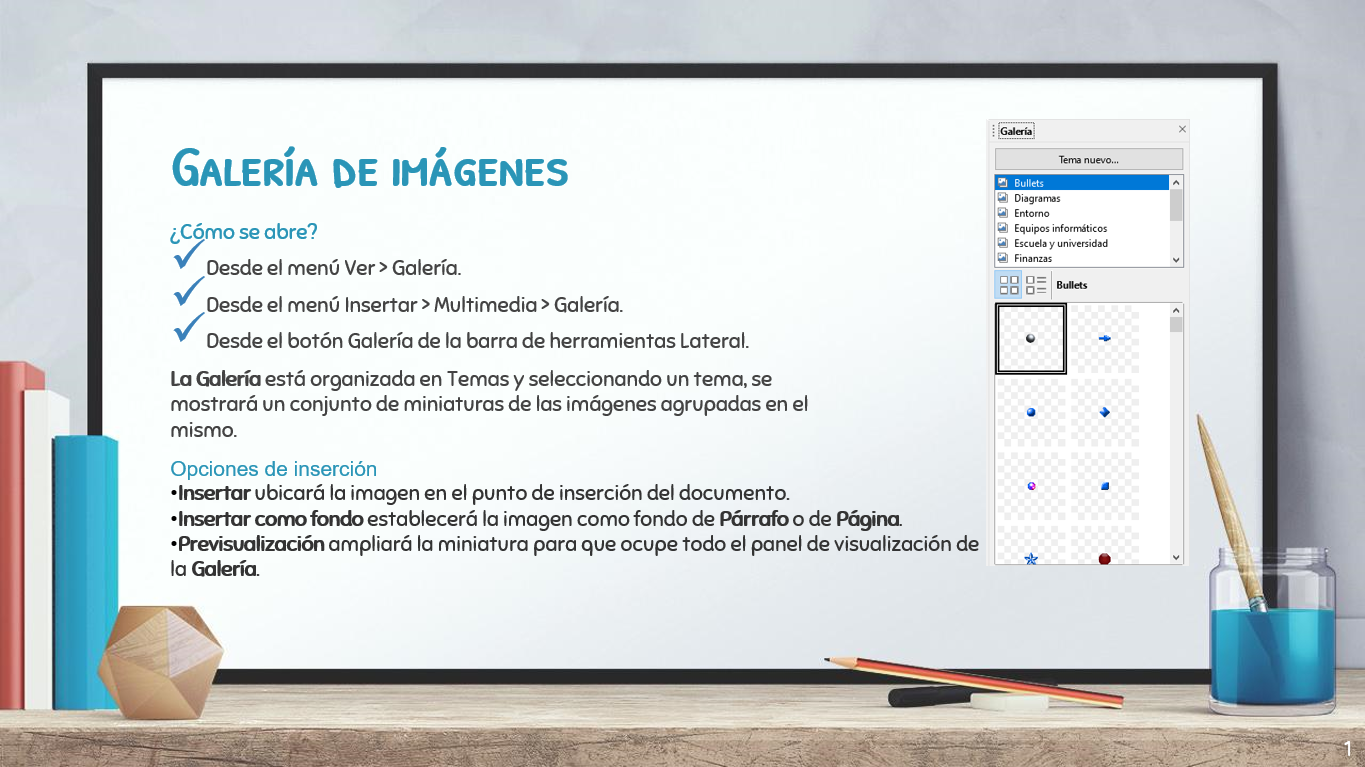 Galería de imágenes
¿Cómo se abre?
✓Desde el menú Ver > Galería.
✓Desde el menú Insertar > Multimedia > Galería.
✓Desde el botón Galería de la barra de herramientas Lateral.
La Galería está organizada en Temas y seleccionando un tema, se
mostrará un conjunto de miniaturas de las imágenes agrupadas en el
mismo.
Opciones de inserción
•Insertar ubicará la imagen en el punto de inserción del documento.
•Insertar como fondo establecerá la imagen como fondo de Párrafo o de Página.
•Previsualización ampliará la miniatura para que ocupe todo el panel de visualización de
la Galería.
Galería
Tema nuevo...
Bullets
Diagramas
Entorno
Equipos informáticos
Escuela y universidad
Finanzas
Bullets
1